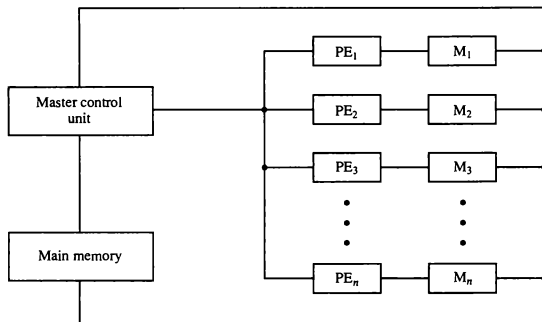 PE₁ M₁
Master control
unit
PE₂ M₂
PE₃ M₃
Main memory
PEₙ Mₙ